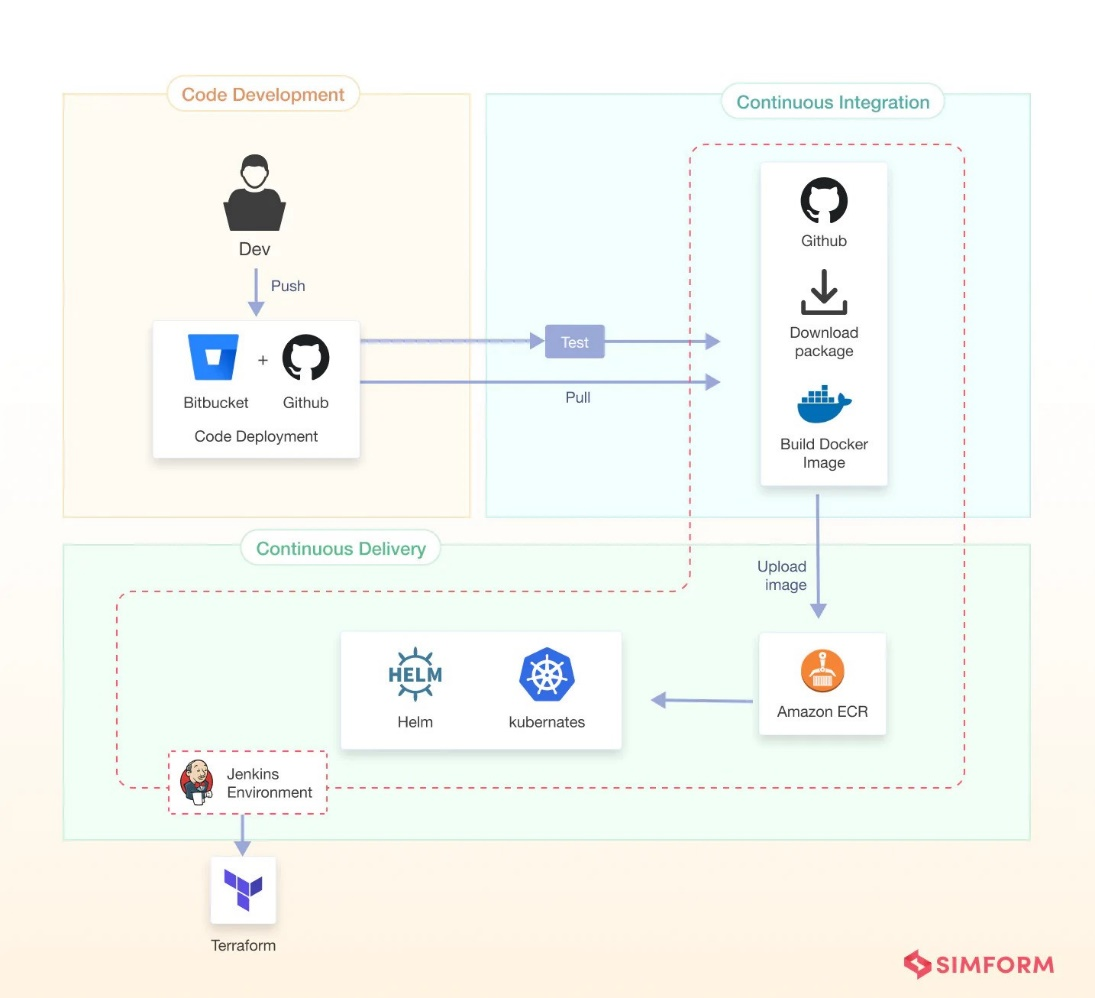 Code Development
Continuous Integration
Dev
Push
Bitbucket
+
Github
Code Deployment
Test
Pull
Github
Download
package
Build Docker
Image
Continuous Delivery
Upload
image
HELM
Helm
kubernates
Amazon ECR
Jenkins
Environment
Terraform
SIMFORM